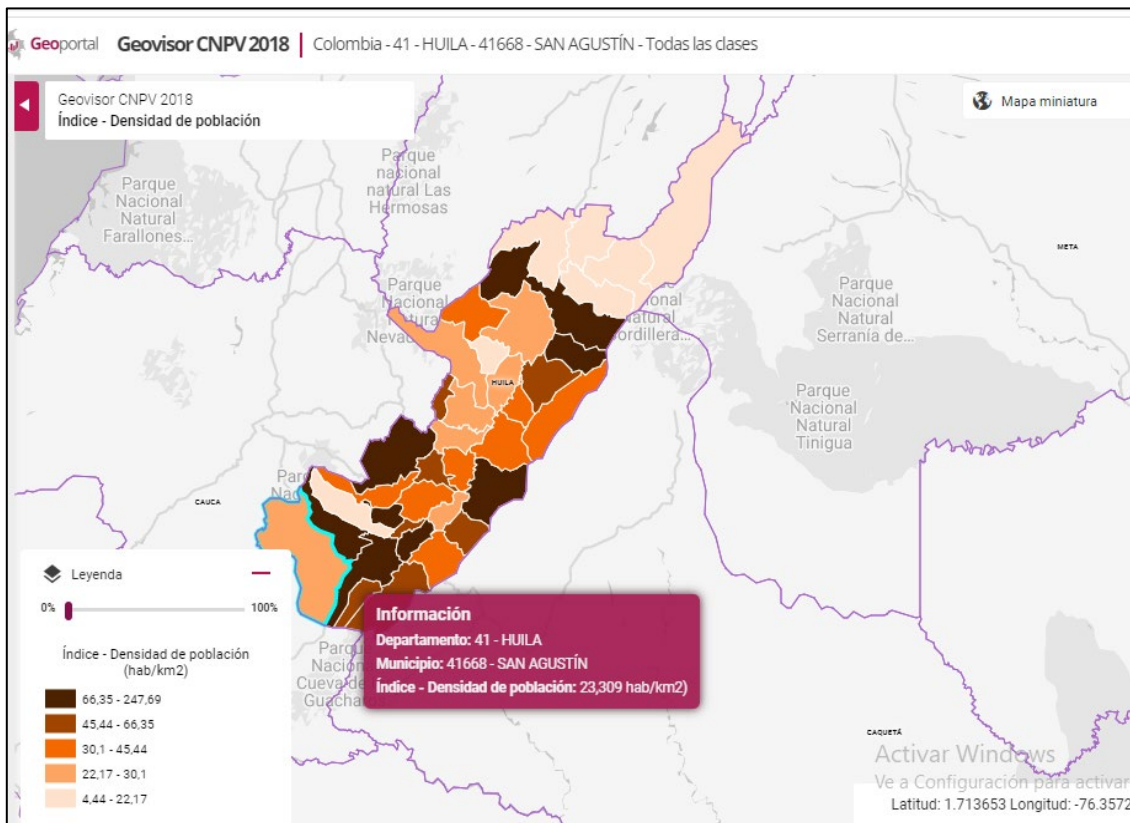 Geoportal Geovisor CNPV 2018 | Colombia - 41 - HUILA - 41668 - SAN AGUSTÍN - Todas las clases
Geovisor CNPV 2018
Índice - Densidad de población
Mapa miniatura
Parque
nacional
natural Las
Hermosas
Parque
Nacional
Natural
Farallones...
META
Parque
Nacional
Natural
Nevad
Natural
ordillera...
Parque
Nacional
Natural
Serranía de...
HUILA
Parque
Nacional
Natural
Tinigua
CAUCA
Leyenda
0% 100%
Índice - Densidad de población
(hab/km2)
66,35 - 247,69
45,44 - 66,35
30,1 - 45,44
22,17 - 30,1
4,44 - 22,17
Información
Departamento: 41 - HUILA
Municipio: 41668 - SAN AGUSTÍN
Índice - Densidad de población: 23,309 hab/km2)
Cueva de
CAQUETÁ
Activar Windows
Ve a Configuración para activar
Latitud: 1.713653 Longitud: -76.3572